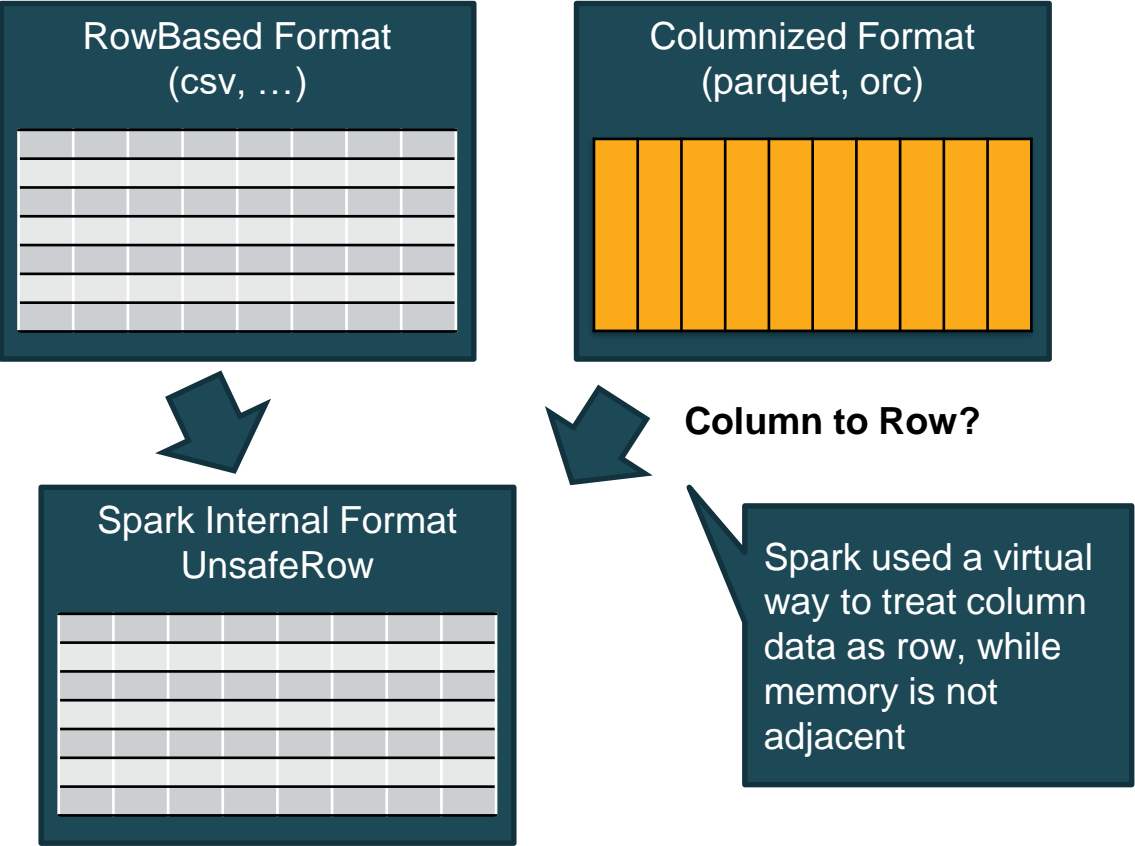 RowBased Format
(csv, …)
Columnized Format
(parquet, orc)
Column to Row?
Spark Internal Format
UnsafeRow
Spark used a virtual
way to treat column
data as row, while
memory is not
adjacent